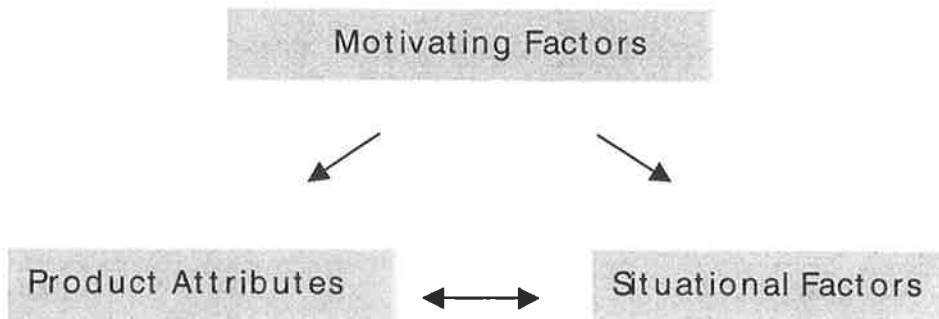 Motivating Factors
Product Attributes
Situational Factors